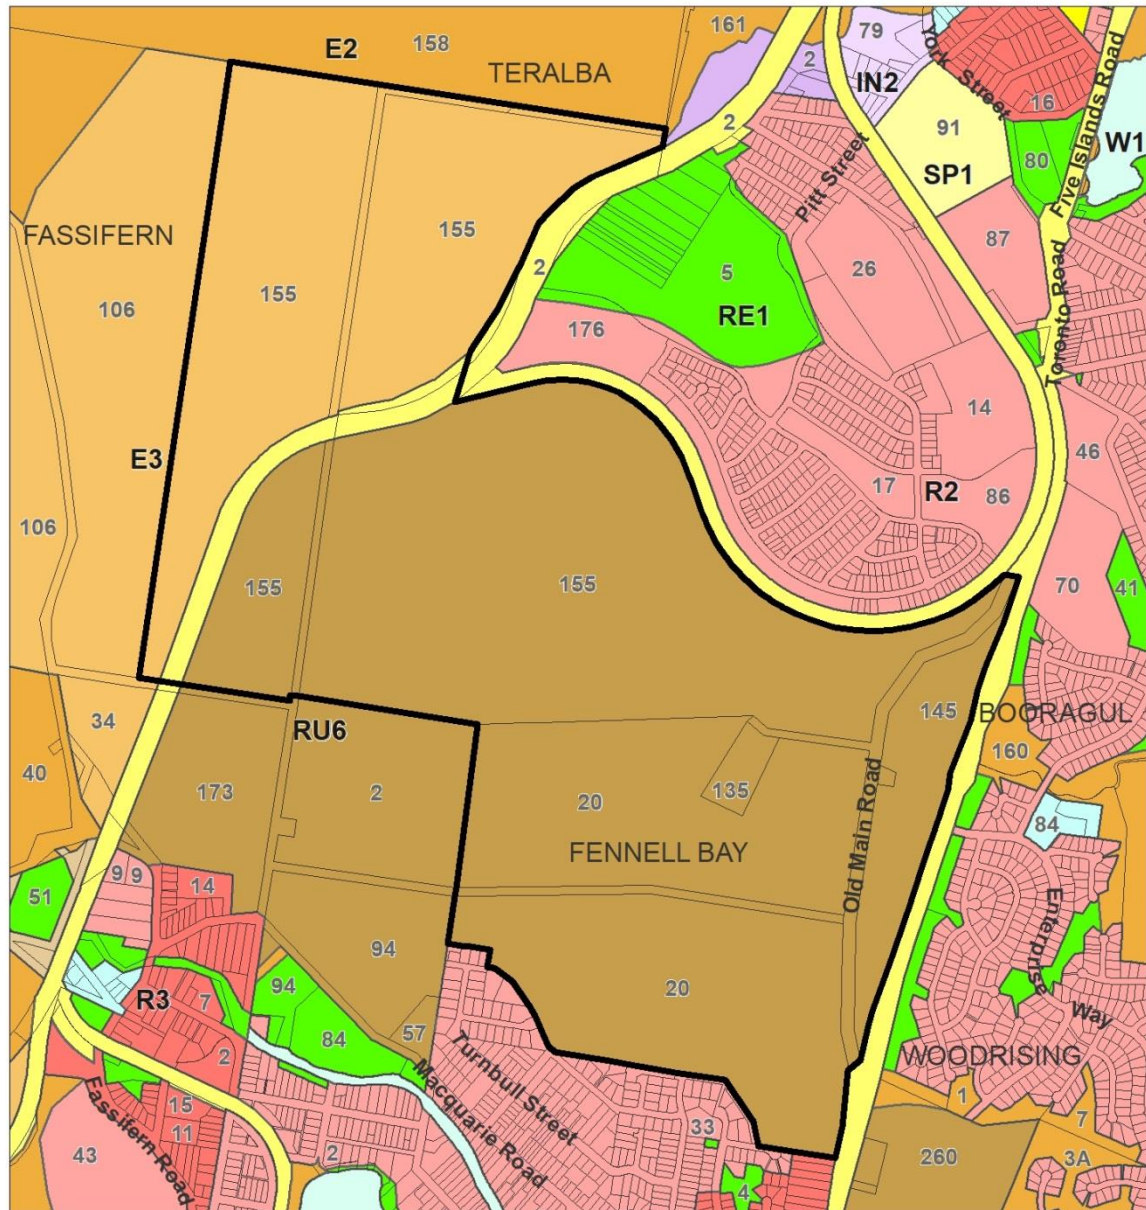 161
79
E2
158
TERALBA
2
IN2
York Street
16
Five Islands Road
W1
91
80
2
SP1
Pitt Street
FASSIFERN
155
87
106
155
2
5
26
RE1
176
Toronto Road
14
E3
46
17
R2
86
106
155
155
70
41
34
RU6
145
BOORAGUL
160
40
173
2
20
135
84
FENNELL BAY
Old Main Road
9
9
14
51
Enterprise Way
94
94
20
R3
7
84
57
2
Turnbull Street
Macquarie Road
WOODRISING
1
7
15
Fassifern Road
11
33
43
2
260
3A
4